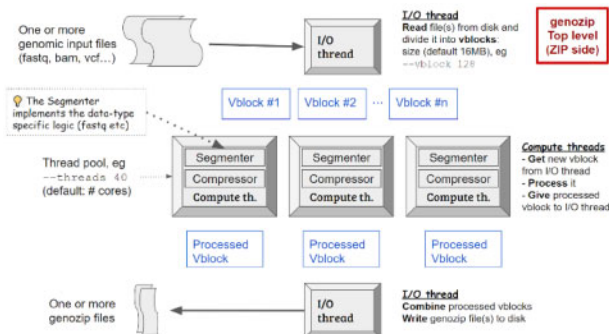 One or more
genomic input files
(fastq, bam, vcf...)
I/O
thread
I/O thread
Read file(s) from disk and
divide it into vblocks:
size (default 16MB), eg
--vblock 128
genozip
Top level
(ZIP side)
Vblock #1
Vblock #2
...
Vblock #n
The Segmenter
implements the data-type
specific logic (fastq etc)
Thread pool, eg
--threads 40
(default: # cores)
Segmenter
Compressor
Compute th.
Segmenter
Compressor
Compute th.
Segmenter
Compressor
Compute th.
Compute threads
- Get new vblock
from I/O thread
- Process it
- Give processed
vblock to I/O thread
Processed
Vblock
Processed
Vblock
Processed
Vblock
One or more
genozip files
I/O
thread
I/O thread
Combine processed vblocks
Write genozip file(s) to disk